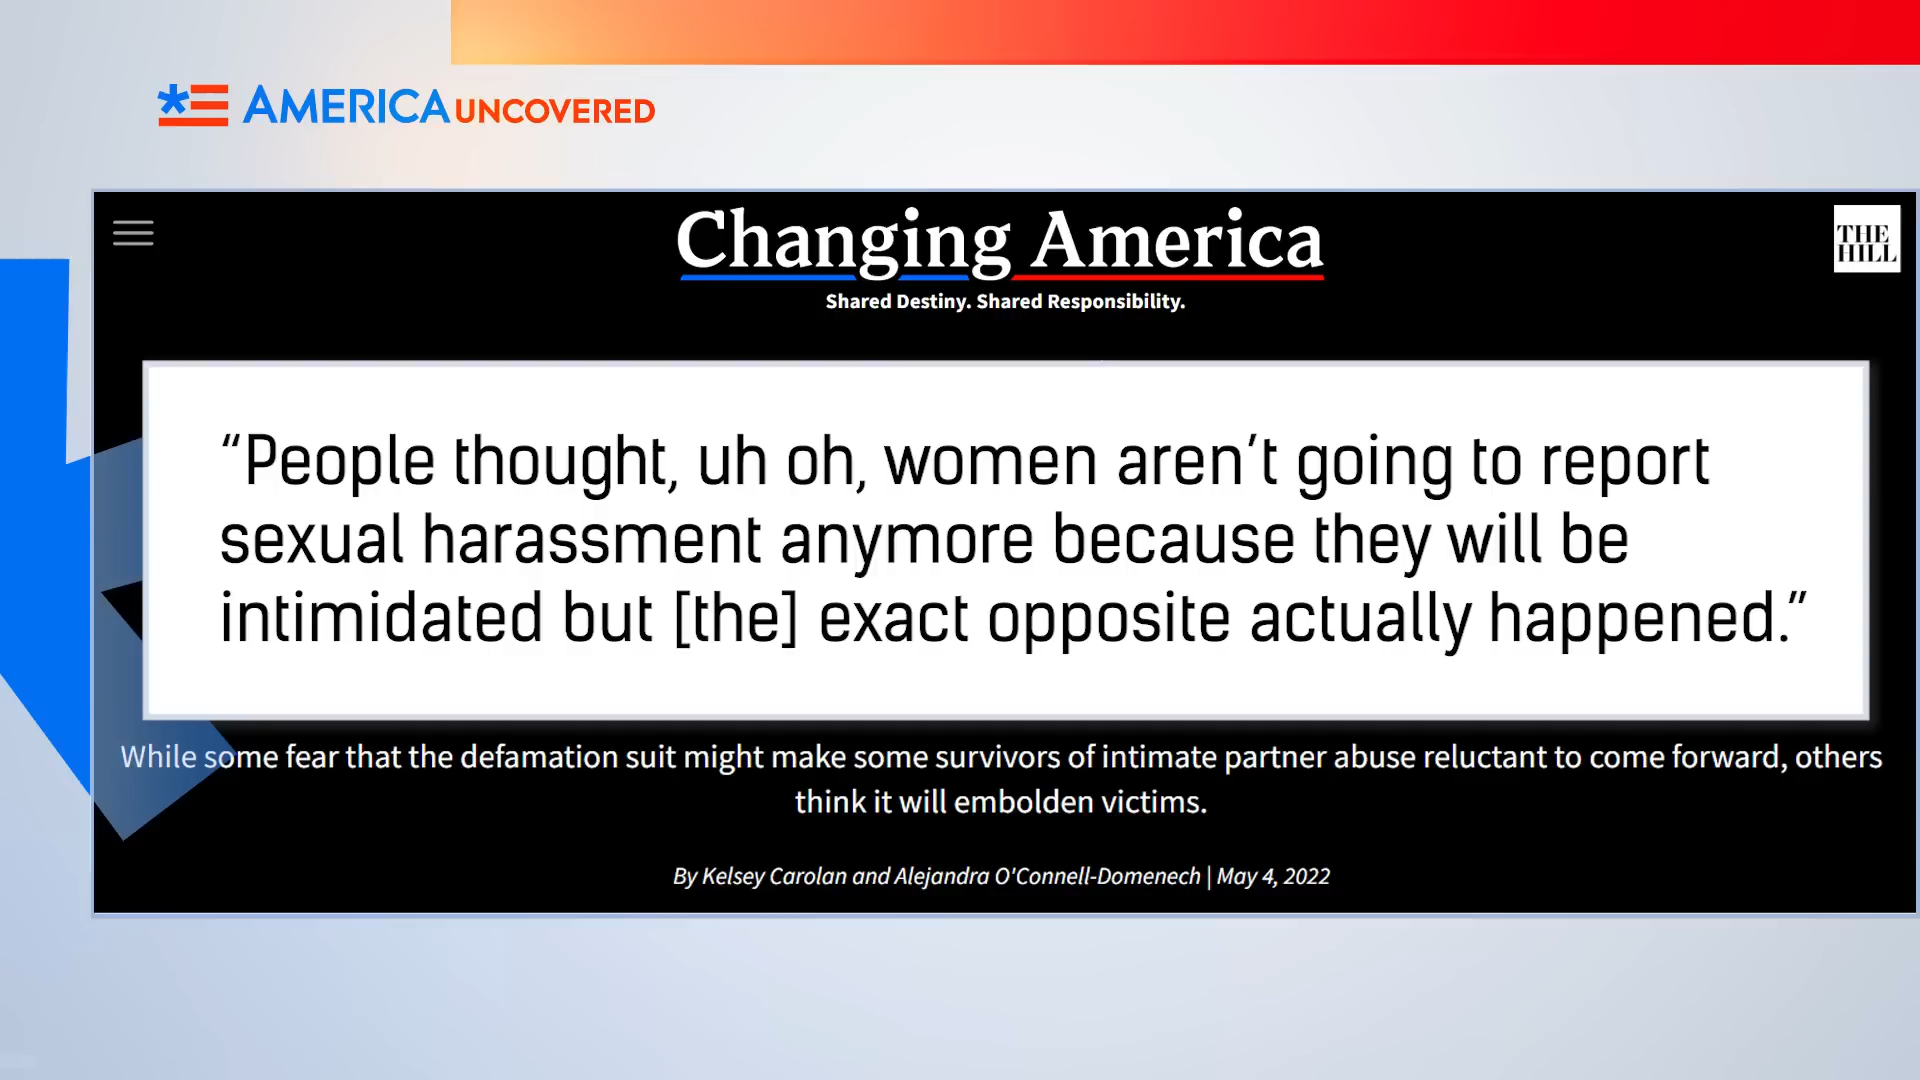 AMERICA UNCOVERED
Changing America
THE HILL
Shared Destiny. Shared Responsibility.
“People thought, uh oh, women aren’t going to report
sexual harassment anymore because they will be
intimidated but [the] exact opposite actually happened.”
While some fear that the defamation suit might make some survivors of intimate partner abuse reluctant to come forward, others
think it will embolden victims.
By Kelsey Carolan and Alejandra O'Connell-Domenech | May 4, 2022